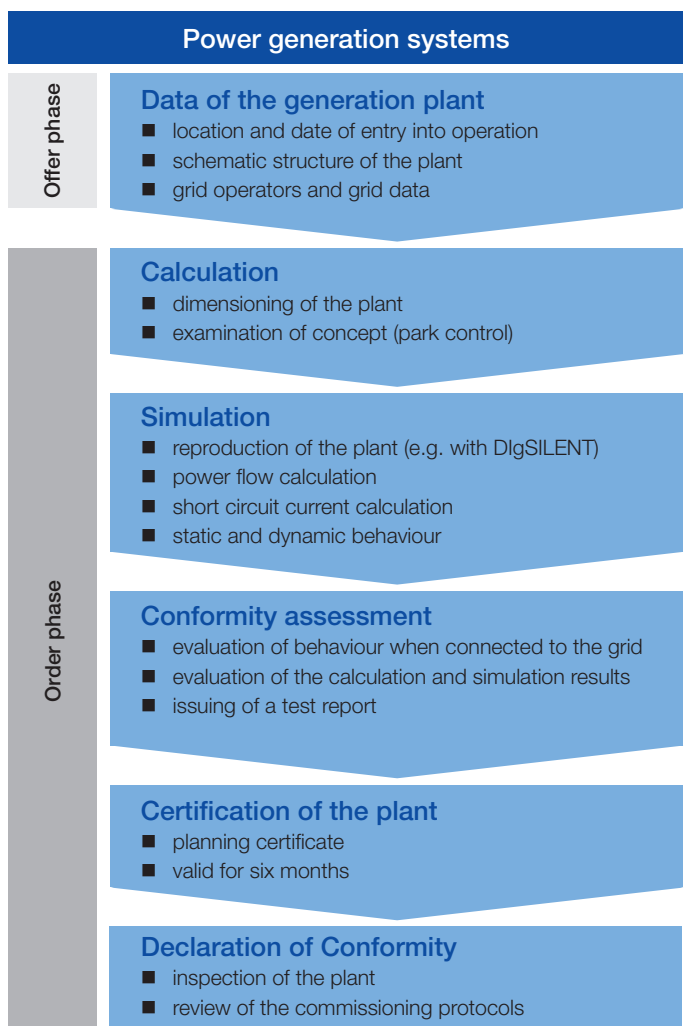 Power generation systems
Offer phase
Data of the generation plant
■ location and date of entry into operation
■ schematic structure of the plant
■ grid operators and grid data
Order phase
Calculation
■ dimensioning of the plant
■ examination of concept (park control)
Simulation
■ reproduction of the plant (e.g. with DIgSILENT)
■ power flow calculation
■ short circuit current calculation
■ static and dynamic behaviour
Conformity assessment
■ evaluation of behaviour when connected to the grid
■ evaluation of the calculation and simulation results
■ issuing of a test report
Certification of the plant
■ planning certificate
■ valid for six months
Declaration of Conformity
■ inspection of the plant
■ review of the commissioning protocols